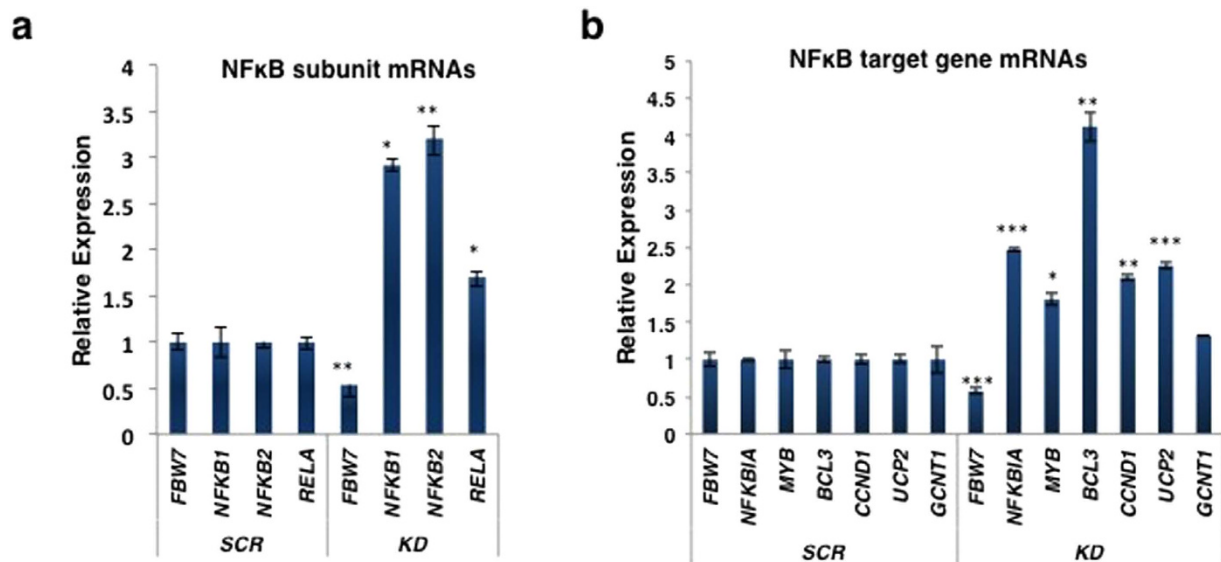 a
NFκB subunit mRNAs
Relative Expression
4
3.5
3
2.5
2
1.5
1
0.5
0
**
*
**
*
FBW7
NFKB1
NFKB2
RELA
FBW7
NFKB1
NFKB2
RELA
SCR
KD
b
NFκB target gene mRNAs
Relative Expression
5
4.5
4
3.5
3
2.5
2
1.5
1
0.5
0
***
***
*
**
**
***
FBW7
NFKBIA
MYB
BCL3
CCND1
UCP2
GCNT1
FBW7
NFKBIA
MYB
BCL3
CCND1
UCP2
GCNT1
SCR
KD